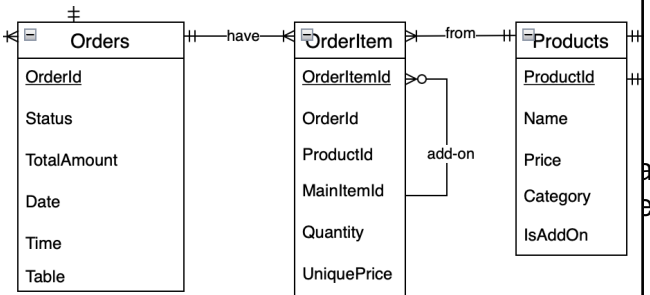 Orders
have
OrderItem
from
Products
OrderId
Status
TotalAmount
Date
Time
Table
OrderItemId
OrderId
ProductId
MainItemId
Quantity
UniquePrice
add-on
ProductId
Name
Price
Category
IsAddOn